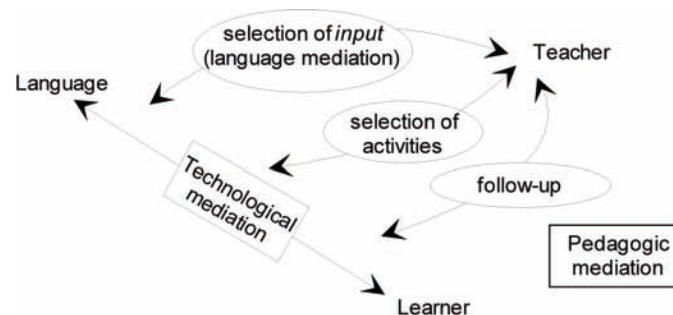 selection of input
(language mediation)
Teacher
Language
selection of
activities
Technological
mediation
follow-up
Pedagogic
mediation
Learner